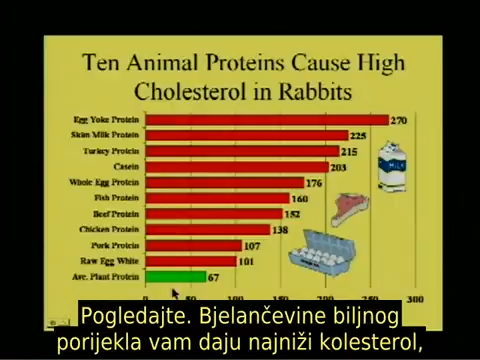 Ten Animal Proteins Cause High
Cholesterol in Rabbits
Egg Yoke Protein 270
Skim Milk Protein 225
Turkey Protein 215
Casein 203
Whole Egg Protein 176
Fish Protein 160
Beef Protein 152
Chicken Protein 138
Pork Protein 107
Raw Egg White 101
Ave. Plant Protein 67
0 50 100 150 200 250 300
Pogledajte. Bjelančevine biljnog
porijekla vam daju najniži kolesterol,